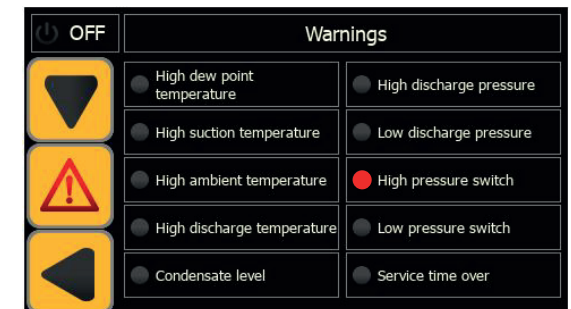 OFF
Warnings
High dew point
temperature
High discharge pressure
High suction temperature
Low discharge pressure
High ambient temperature
High pressure switch
High discharge temperature
Low pressure switch
Condensate level
Service time over